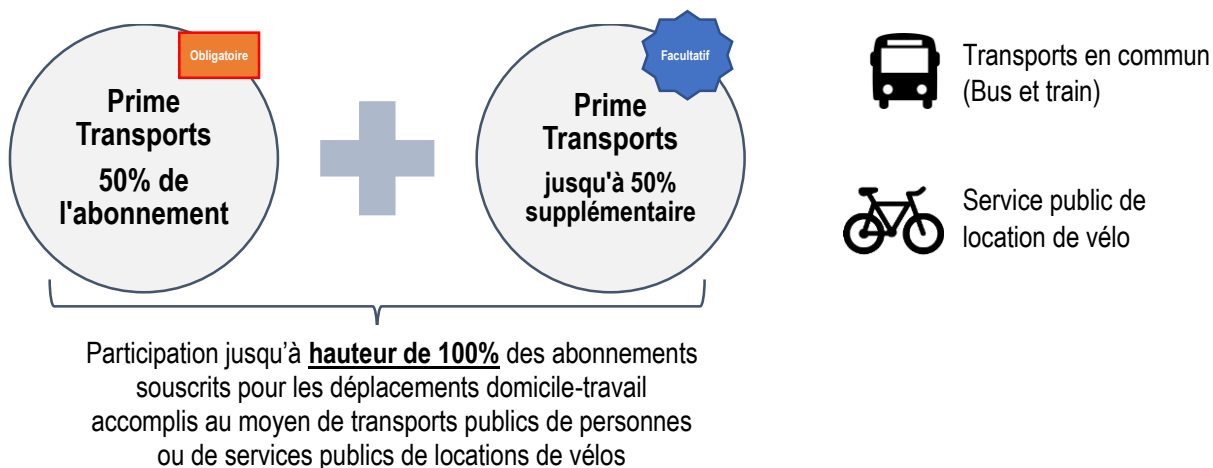 Obligatoire
Prime
Transports
50% de
l'abonnement
Facultatif
Prime
Transports
jusqu'à 50%
supplémentaire
Transports en commun
(Bus et train)
Service public de
location de vélo
Participation jusqu’à hauteur de 100% des abonnements
souscrits pour les déplacements domicile-travail
accomplis au moyen de transports publics de personnes
ou de services publics de locations de vélos